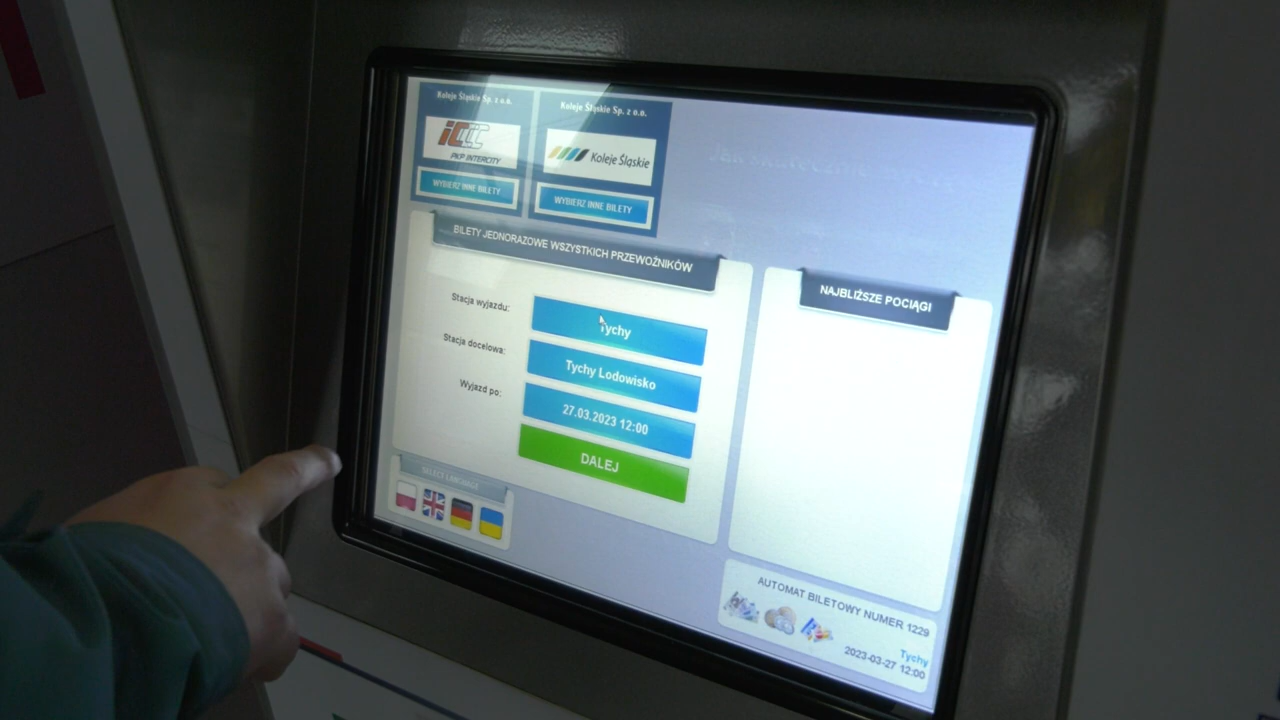 Koleje Śląskie Sp. z o.o.
PKP INTERCITY
WYBIERZ INNE BILETY
Koleje Śląskie Sp. z o.o.
Koleje Śląskie
WYBIERZ INNE BILETY
BILETY JEDNORAZOWE WSZYSTKICH PRZEWOŹNIKÓW
Stacja wyjazdu:
Tychy
Stacja docelowa:
Tychy Lodowisko
Wyjazd po:
27.03.2023 12:00
DALEJ
SELECT LANGUAGE
NAJBLIŻSZE POCIĄGI
AUTOMAT BILETOWY NUMER 1229
Tychy
2023-03-27 12:00